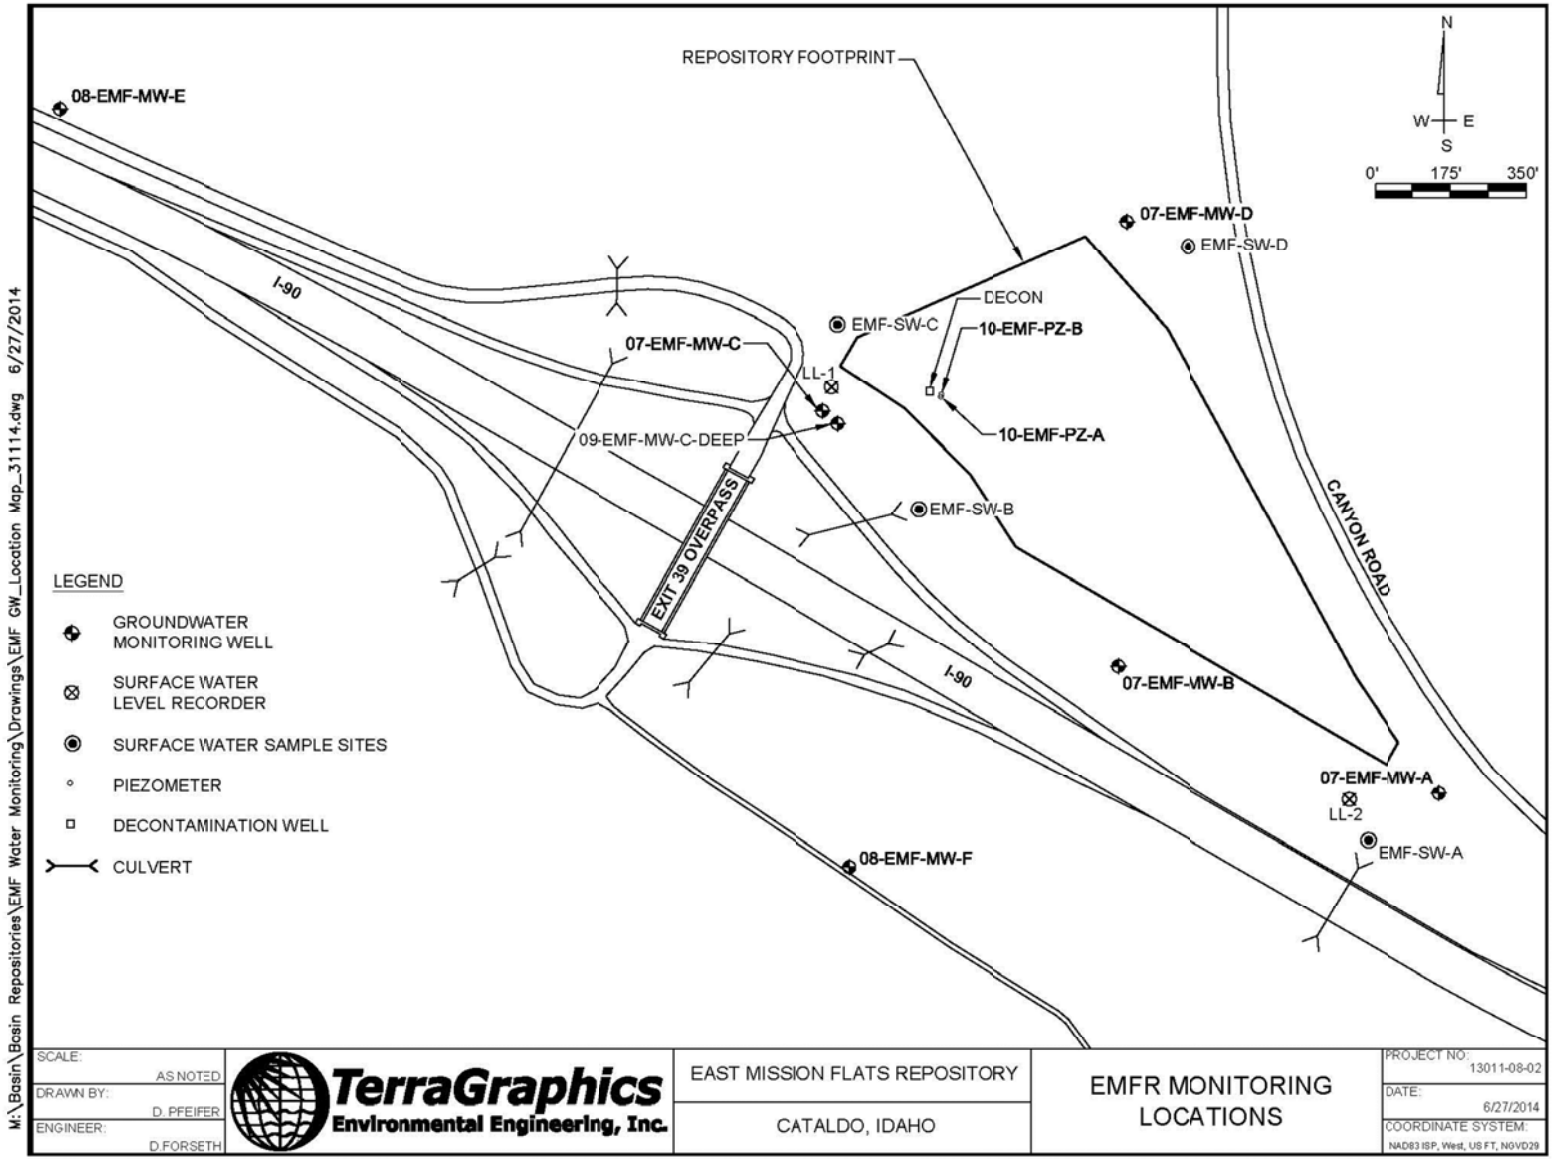 M:\Basin\Basin Repositories\EMF Water Monitoring\Drawings\EMF GW_Location Map_31114.dwg 6/27/2014
REPOSITORY FOOTPRINT
N
W E
S
0' 175' 350'
08-EMF-MW-E
07-EMF-MW-D
EMF-SW-D
I-90
DECON
EMF-SW-C
10-EMF-PZ-B
07-EMF-MW-C
LL-1
09-EMF-MW-C-DEEP
10-EMF-PZ-A
EMF-SW-B
EXIT 39 OVERPASS
CANYON ROAD
I-90
07-EMF-MW-B
07-EMF-MW-A
LL-2
EMF-SW-A
08-EMF-MW-F
LEGEND
GROUNDWATER
MONITORING WELL
SURFACE WATER
LEVEL RECORDER
SURFACE WATER SAMPLE SITES
PIEZOMETER
DECONTAMINATION WELL
CULVERT
SCALE:
AS NOTED
DRAWN BY:
D. PFEIFER
ENGINEER:
D.FORSETH
TerraGraphics
Environmental Engineering, Inc.
EAST MISSION FLATS REPOSITORY
CATALDO, IDAHO
EMFR MONITORING
LOCATIONS
PROJECT NO:
13011-08-02
DATE:
6/27/2014
COORDINATE SYSTEM:
NAD83 ISP, West, US FT, NGVD29